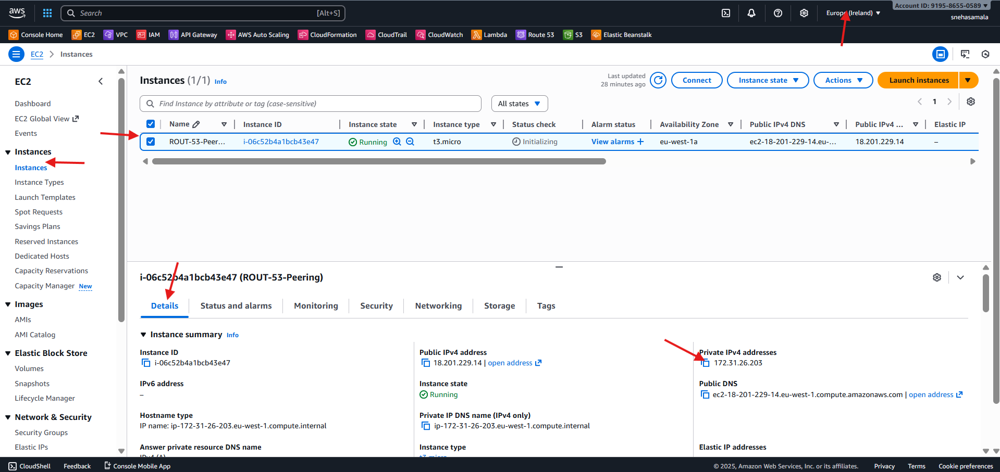 aws
Search [Alt+S]
Europe (Ireland)
Account ID: 9195-8655-0589
snehasamala
Console Home EC2 VPC IAM API Gateway AWS Auto Scaling CloudFormation CloudTrail CloudWatch Lambda Route 53 S3 Elastic Beanstalk
EC2 > Instances
EC2
Dashboard
EC2 Global View
Events
Instances
Instances
Instance Types
Launch Templates
Spot Requests
Savings Plans
Reserved Instances
Dedicated Hosts
Capacity Reservations
Capacity Manager New
Images
AMIs
AMI Catalog
Elastic Block Store
Volumes
Snapshots
Lifecycle Manager
Network & Security
Security Groups
Elastic IPs
Instances (1/1) Info
Last updated
28 minutes ago
Connect Instance state Actions Launch instances
Find Instance by attribute or tag (case-sensitive)
All states
1
Name Instance ID Instance state Instance type Status check Alarm status Availability Zone Public IPv4 DNS Public IPv4 ... Elastic IP
ROUT-53-Peer... i-06c52b4a1bcb43e47 Running t3.micro Initializing View alarms + eu-west-1a ec2-18-201-229-14.eu-... 18.201.229.14 –
i-06c52b4a1bcb43e47 (ROUT-53-Peering)
Details Status and alarms Monitoring Security Networking Storage Tags
Instance summary Info
Instance ID
i-06c52b4a1bcb43e47
Public IPv4 address
18.201.229.14 | open address
Private IPv4 addresses
172.31.26.203
IPv6 address
–
Instance state
Running
Public DNS
ec2-18-201-229-14.eu-west-1.compute.amazonaws.com | open address
Hostname type
IP name: ip-172-31-26-203.eu-west-1.compute.internal
Private IP DNS name (IPv4 only)
ip-172-31-26-203.eu-west-1.compute.internal
Answer private resource DNS name
IPv4 (A)
Instance type
t3.micro
Elastic IP addresses
CloudShell Feedback Console Mobile App
© 2025, Amazon Web Services, Inc. or its affiliates. Privacy Terms Cookie preferences